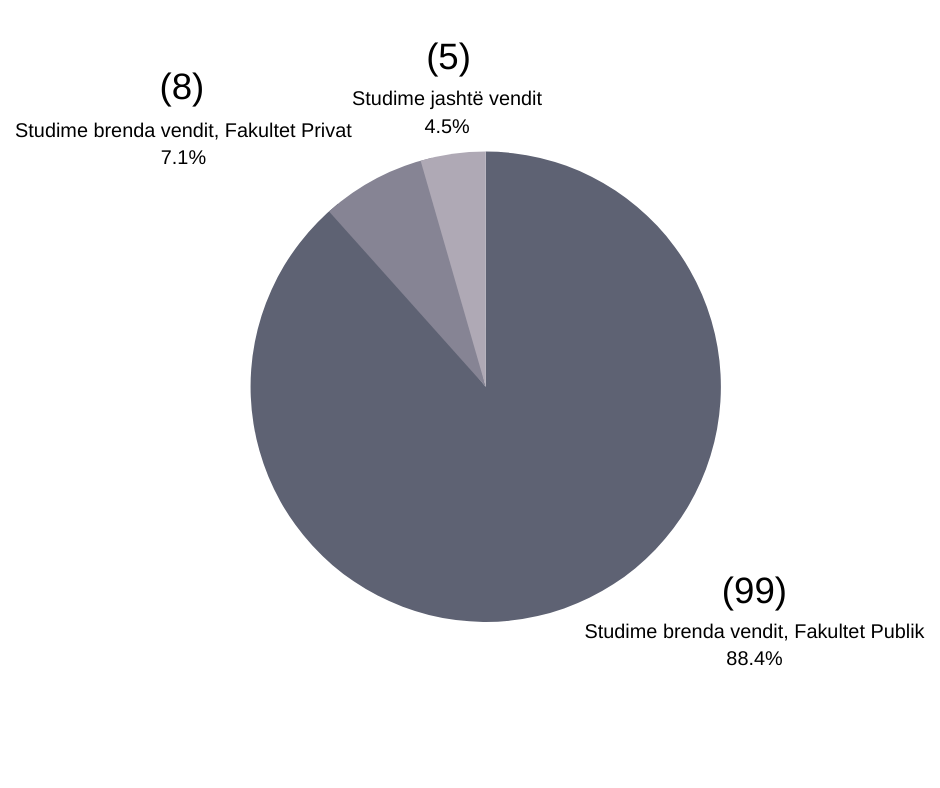 (5)
Studime jashtë vendit
4.5%
(8)
Studime brenda vendit, Fakultet Privat
7.1%
(99)
Studime brenda vendit, Fakultet Publik
88.4%